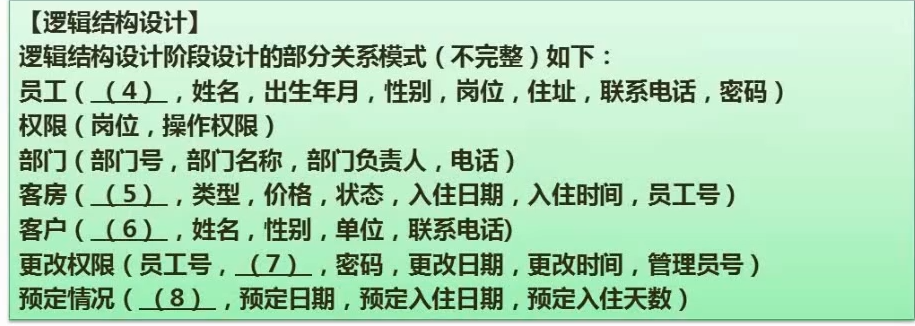 【逻辑结构设计】
逻辑结构设计阶段设计的部分关系模式（不完整）如下：
员工（（4），姓名，出生年月，性别，岗位，住址，联系电话，密码）
权限（岗位，操作权限）
部门（部门号，部门名称，部门负责人，电话）
客房（（5），类型，价格，状态，入住日期，入住时间，员工号）
客户（（6），姓名，性别，单位，联系电话)
更改权限（员工号，（7），密码，更改日期，更改时间，管理员号）
预定情况（（8），预定日期，预定入住日期，预定入住天数）